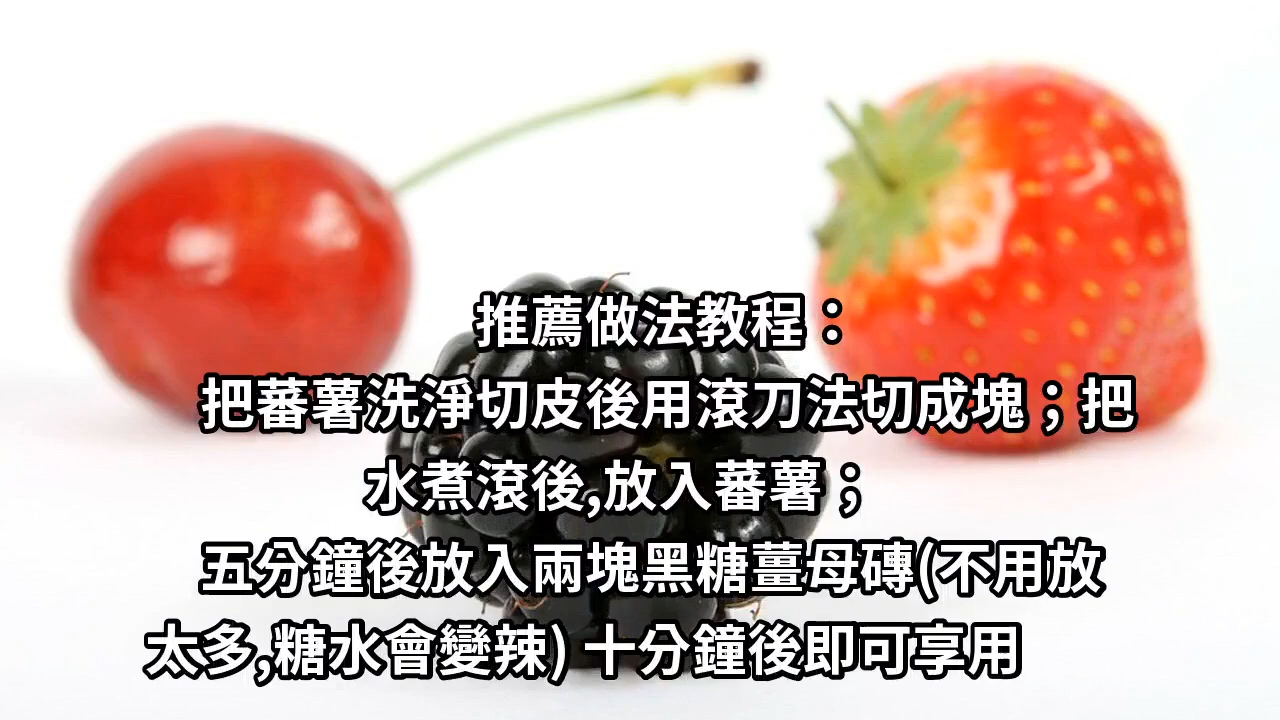 推薦做法教程：
把蕃薯洗淨切皮後用滾刀法切成塊；把
水煮滾後,放入蕃薯；
五分鐘後放入兩塊黑糖薑母磚(不用放
太多,糖水會變辣) 十分鐘後即可享用